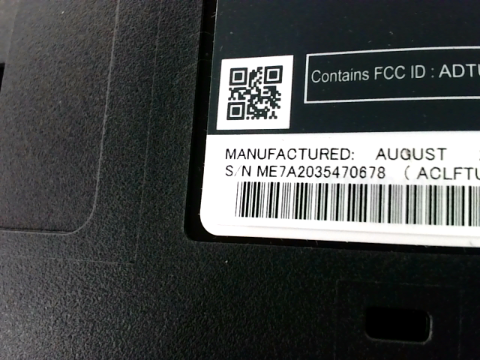 Contains FCC ID : ADTU
MANUFACTURED: AUGUST
S/N ME7A2035470678 ( ACLFTU